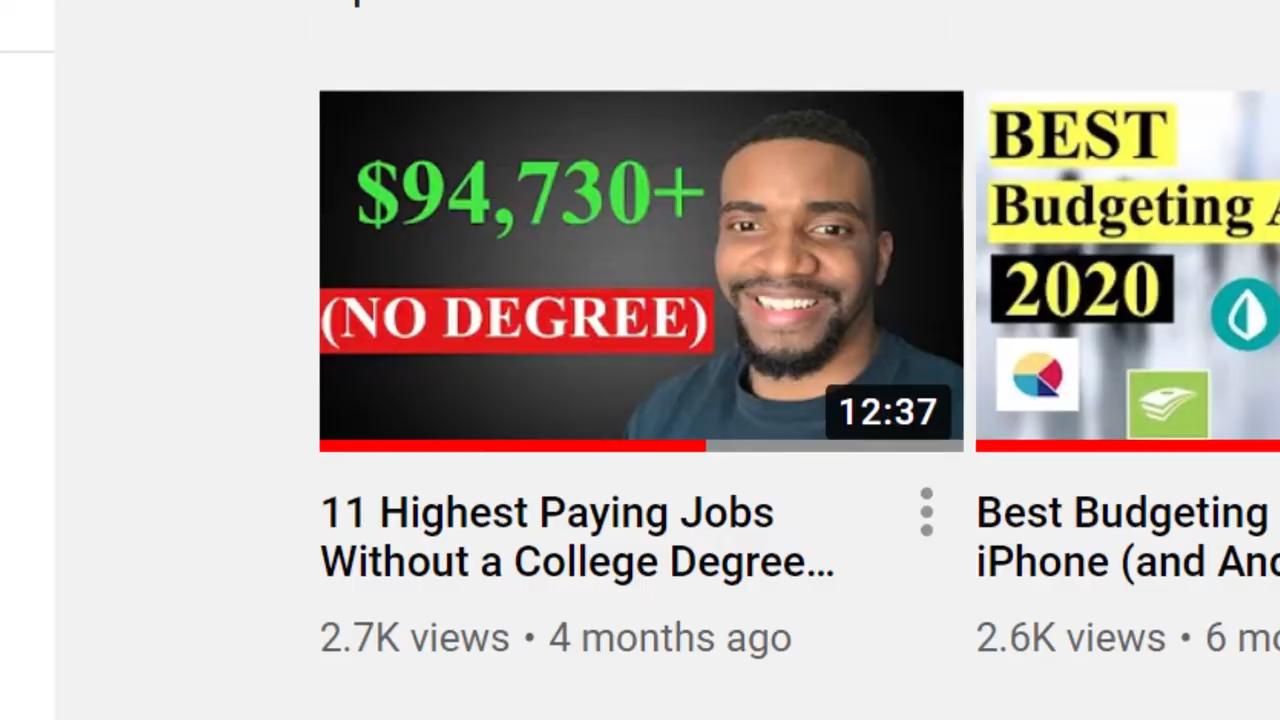 $94,730+
(NO DEGREE)
12:37
11 Highest Paying Jobs
Without a College Degree...
2.7K views • 4 months ago
BEST
Budgeting
2020
Best Budgeting
iPhone (and
2.6K views • 6